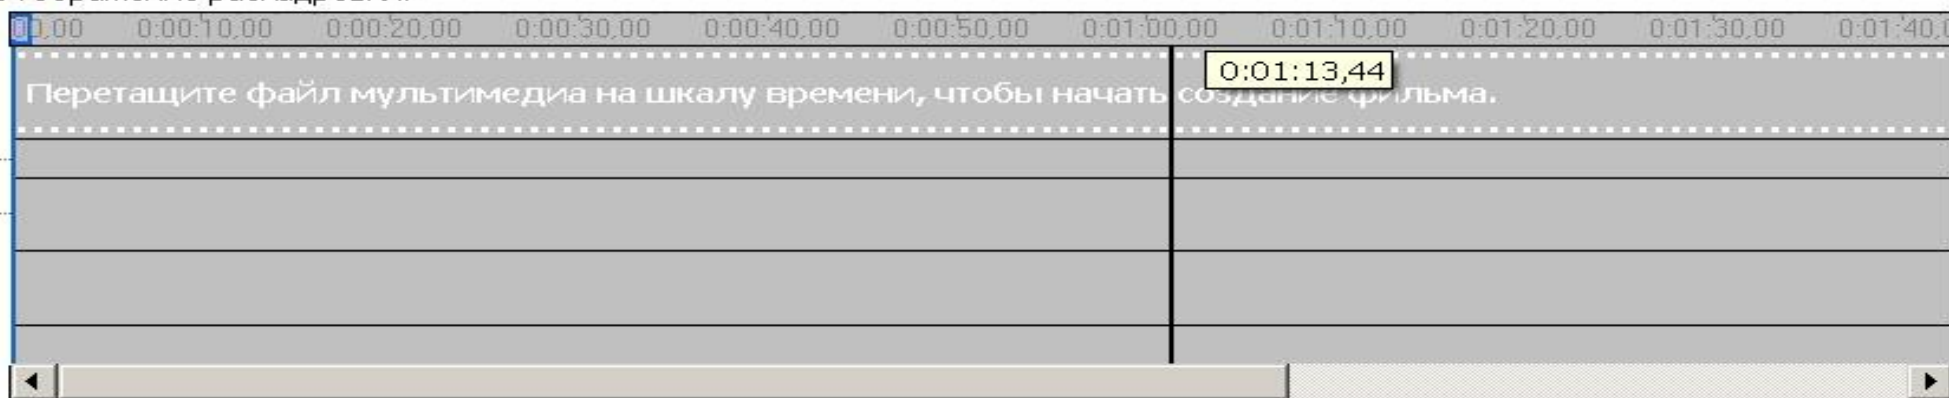 0:00:10,00 0:00:20,00 0:00:30,00 0:00:40,00 0:00:50,00 0:01:00,00 0:01:10,00 0:01:20,00 0:01:30,00
0:01:13,44
Перетащите файл мультимедиа на шкалу времени, чтобы начать создание фильма.